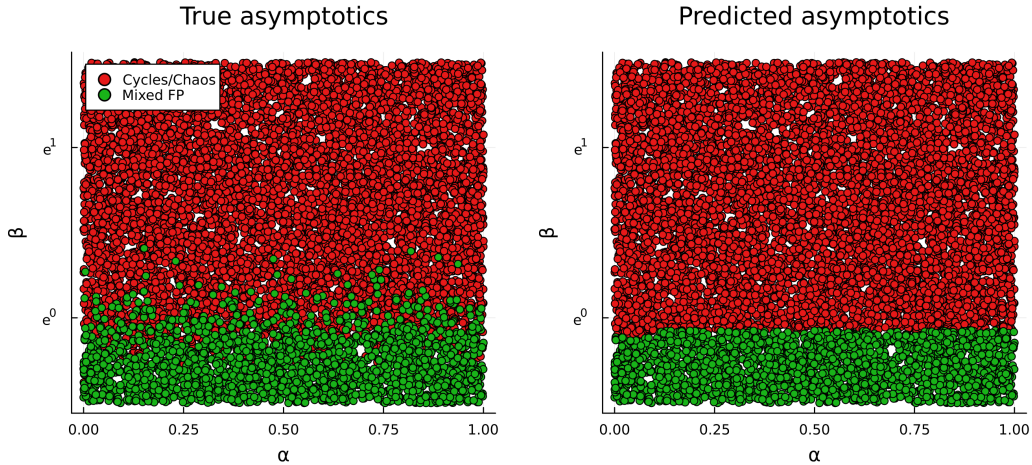 True asymptotics
Predicted asymptotics
Cycles/Chaos
Mixed FP
e¹
e⁰
β
0.00 0.25 0.50 0.75 1.00
α
e¹
e⁰
β
0.00 0.25 0.50 0.75 1.00
α